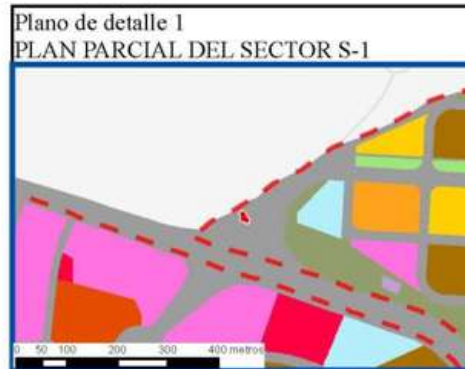 Plano de detalle 1
PLAN PARCIAL DEL SECTOR S-1
0 50 100 200 300 400 metros